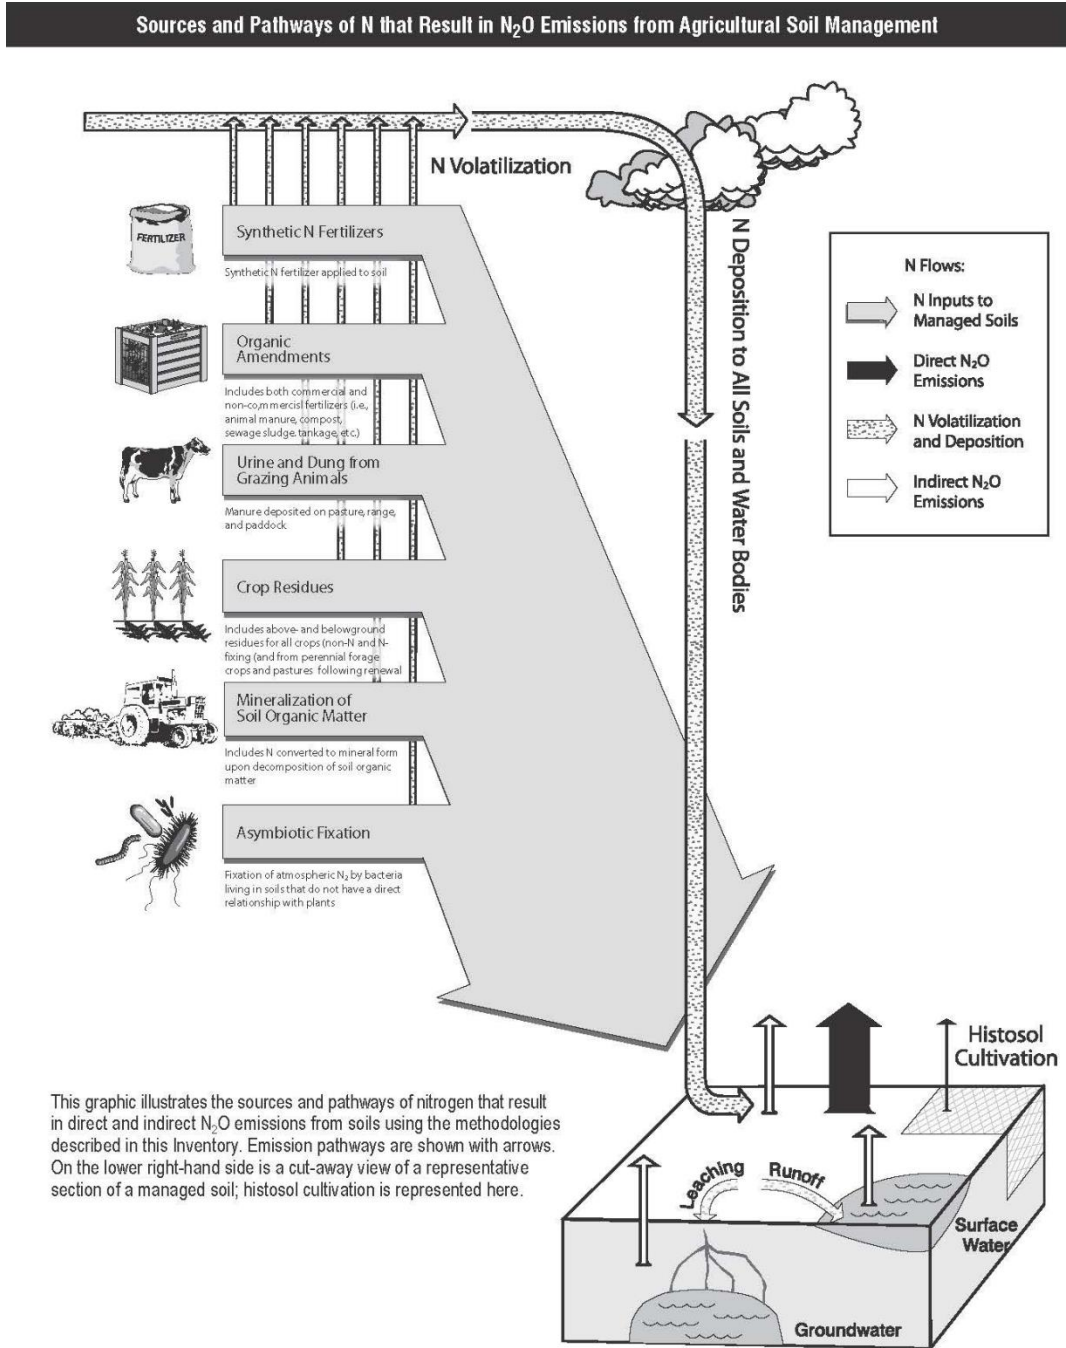 Sources and Pathways of N that Result in N₂O Emissions from Agricultural Soil Management
N Volatilization
N Deposition to All Soils and Water Bodies
FERTILIZER
Synthetic N Fertilizers
Synthetic N fertilizer applied to soil
Organic
Amendments
Includes both commercial and
non-commercisl fertilizers (i.e.,
animal manure, compost,
sewage sludge. tankage, etc.)
Urine and Dung from
Grazing Animals
Manure deposited on pasture, range,
and paddock
Crop Residues
Includes above- and belowground
residues for all crops (non-N and N-
fixing (and from perennial forage
crops and pastures following renewal
Mineralization of
Soil Organic Matter
Includes N converted to mineral form
upon decomposition of soil organic
matter
Asymbiotic Fixation
Fixation of atmospheric N₂ by bacteria
living in soils that do not have a direct
relationship with plants
N Flows:
N Inputs to
Managed Soils
Direct N₂O
Emissions
N Volatilization
and Deposition
Indirect N₂O
Emissions
This graphic illustrates the sources and pathways of nitrogen that result
in direct and indirect N₂O emissions from soils using the methodologies
described in this Inventory. Emission pathways are shown with arrows.
On the lower right-hand side is a cut-away view of a representative
section of a managed soil; histosol cultivation is represented here.
Histosol
Cultivation
Leaching
Runoff
Surface
Water
Groundwater